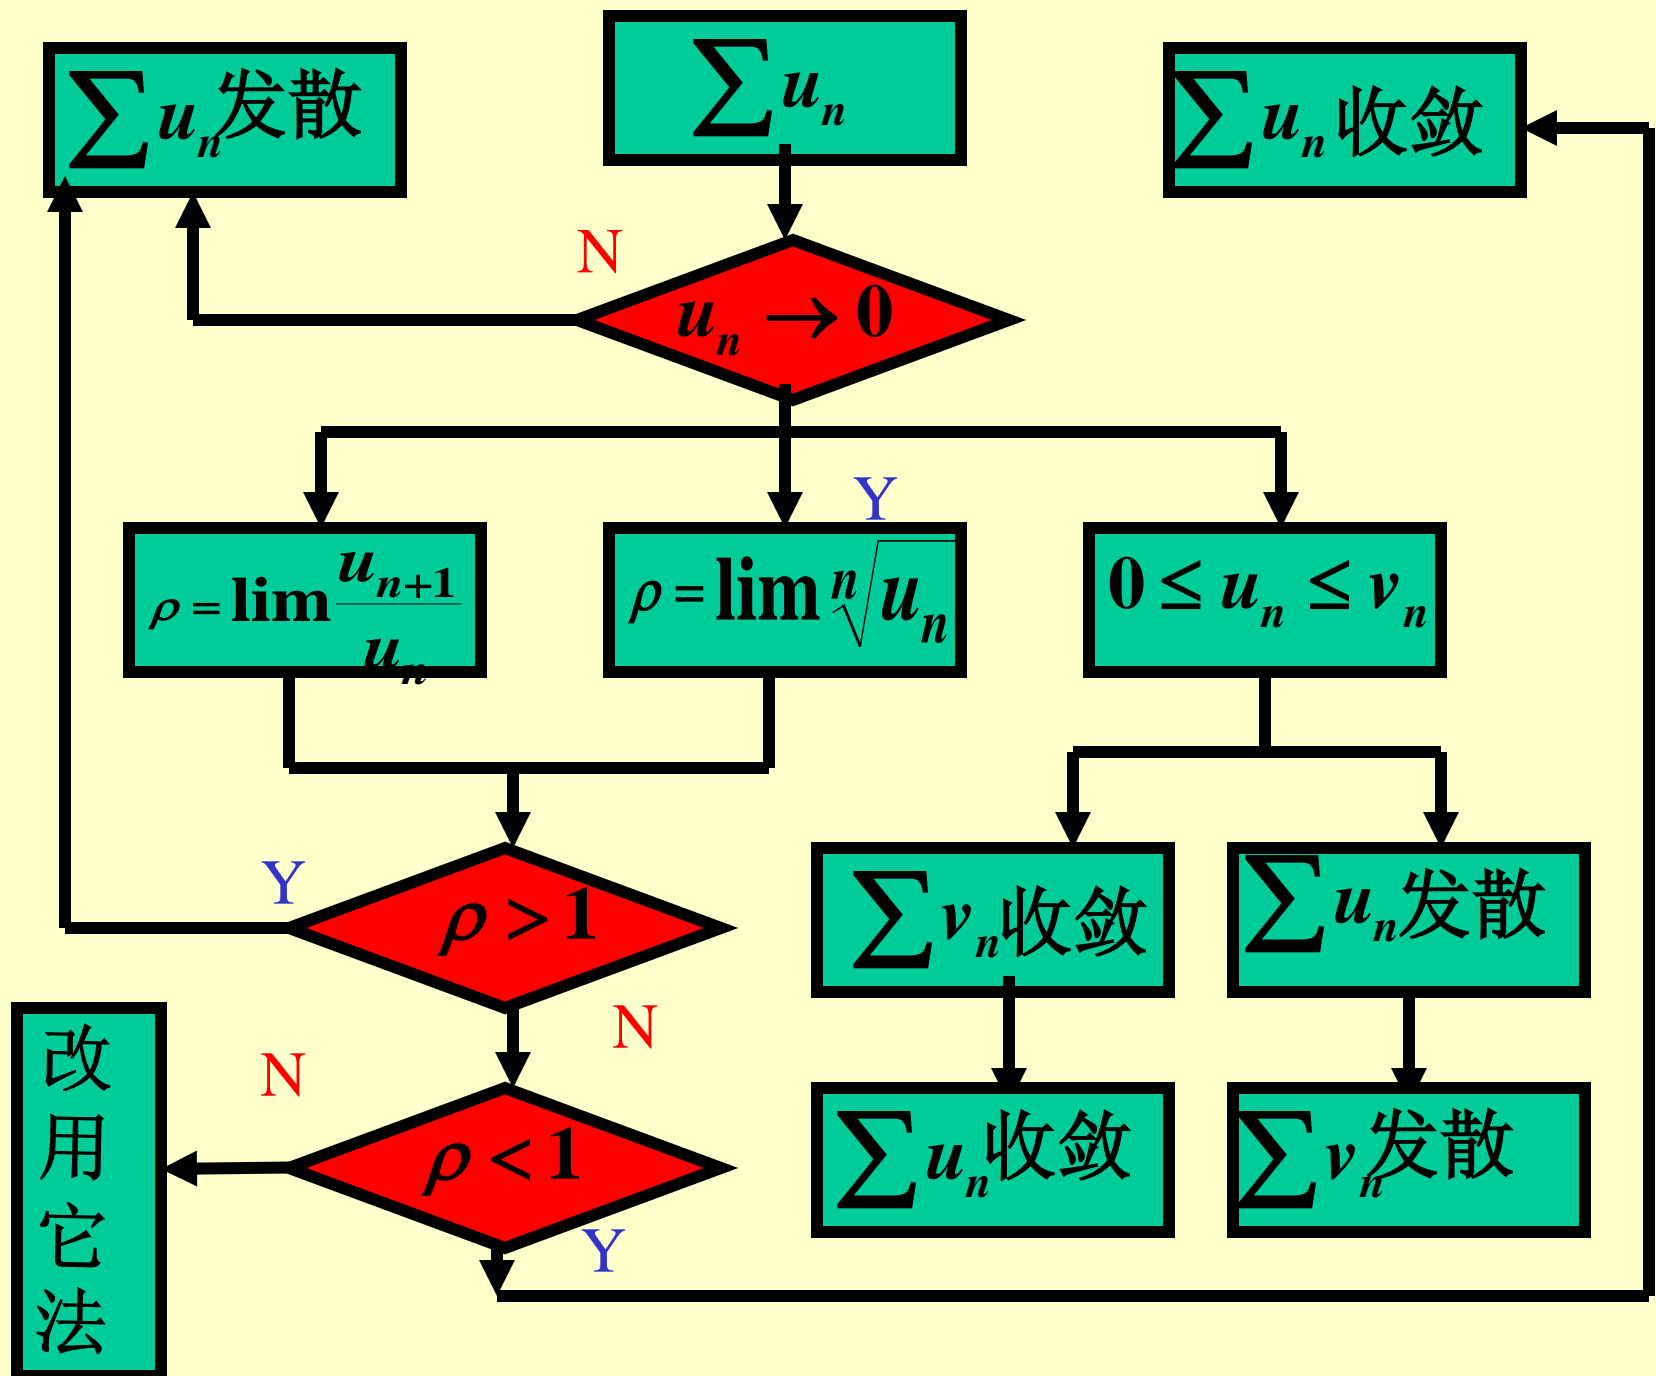 ∑uₙ发散
∑uₙ
∑uₙ收敛
N
uₙ → 0
Y
ρ = lim uₙ₊₁/uₙ
ρ = lim ⁿ√uₙ
0 ≤ uₙ ≤ vₙ
Y
ρ > 1
∑vₙ收敛
∑uₙ发散
N
N
ρ < 1
Y
∑uₙ收敛
∑vₙ发散
改
用
它
法